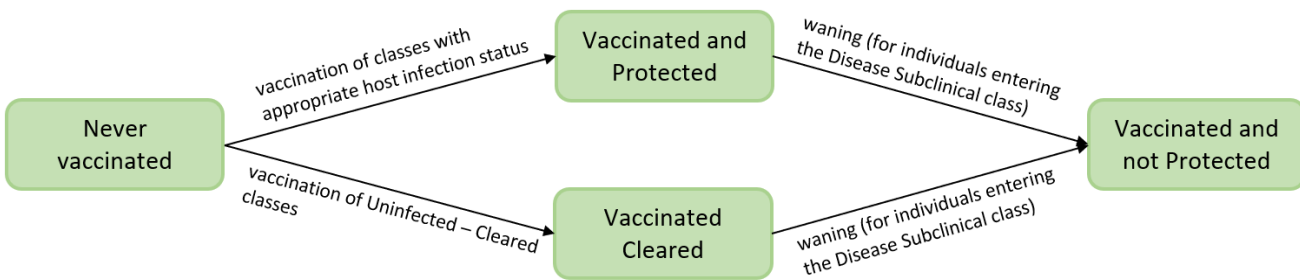 Never
vaccinated
vaccination of classes with
appropriate host infection status
Vaccinated and
Protected
waning (for individuals entering
the Disease Subclinical class)
vaccination of Uninfected – Cleared
classes
Vaccinated
Cleared
waning (for individuals entering
the Disease Subclinical class)
Vaccinated and
not Protected